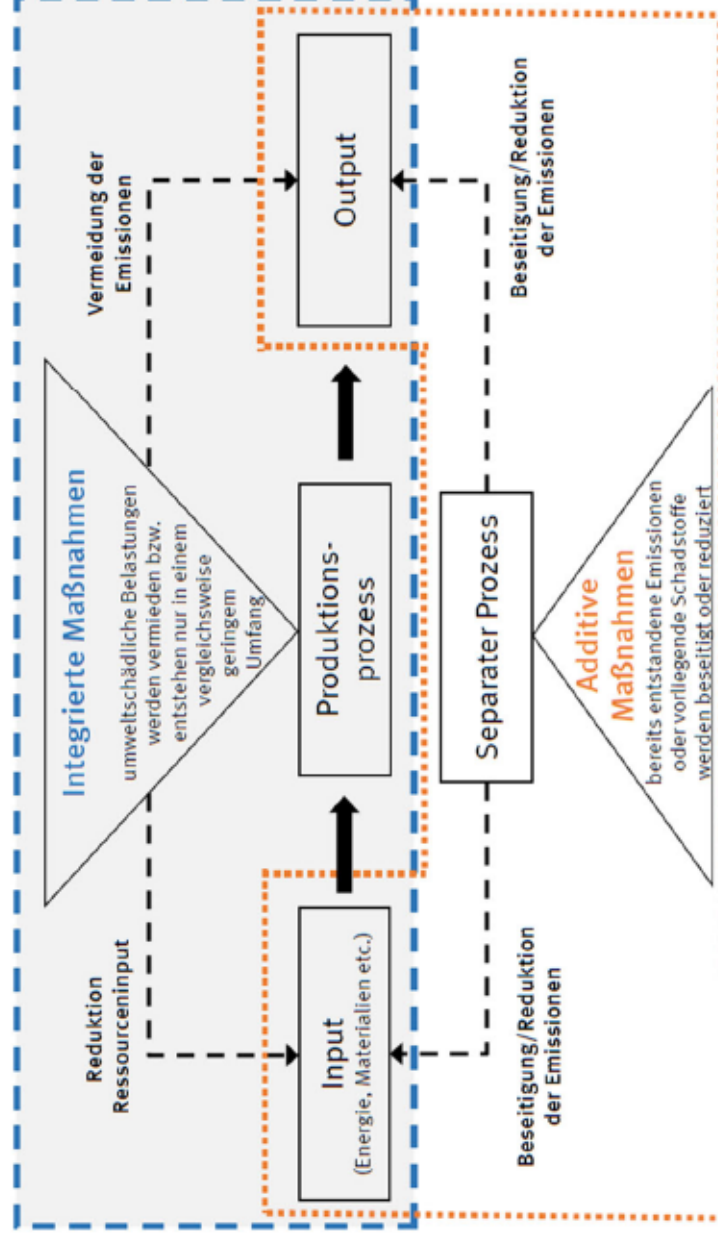 Integrierte Maßnahmen
umweltschädliche Belastungen
werden vermieden bzw.
entstehen nur in einem
vergleichsweise
geringem
Umfang
Reduktion
Ressourceninput
Vermeidung der
Emissionen
Input
(Energie, Materialien etc.)
Produktions-
prozess
Output
Separater Prozess
Beseitigung/Reduktion
der Emissionen
Beseitigung/Reduktion
der Emissionen
Additive
Maßnahmen
bereits entstandene Emissionen
oder vorliegende Schadstoffe
werden beseitigt oder reduziert